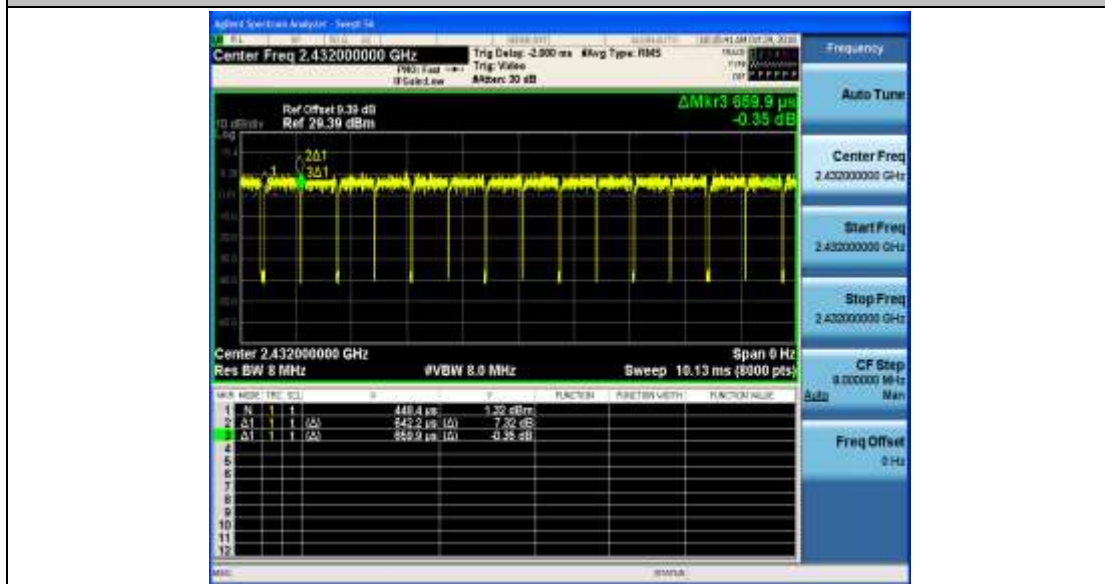 Agilent Spectrum Analyzer - Swept SA
Center Freq 2.432000000 GHz
PNO: Fast
IFGain:Low
Trig Delay: -2.000 ms
Trig: Video
#Atten: 30 dB
#Avg Type: RMS
Frequency
Auto Tune
Center Freq
2.432000000 GHz
Start Freq
2.432000000 GHz
Stop Freq
2.432000000 GHz
CF Step
8.000000 MHz
Auto Man
Freq Offset
0 Hz
ΔMkr3 659.9 µs
-0.35 dB
Ref Offset 9.39 dB
Ref 29.39 dBm
10 dB/div
Log
1
2Δ1
3Δ1
Center 2.432000000 GHz
Span 0 Hz
Res BW 8 MHz
#VBW 8.0 MHz
Sweep 10.13 ms (8000 pts)
MKR MODE TRC SCL X Y FUNCTION FUNCTION WIDTH FUNCTION VALUE
1 N 1 t 448.4 µs 1.32 dBm
2 Δ1 1 t (Δ) 642.2 µs (Δ) 7.32 dB
3 Δ1 1 t (Δ) 659.9 µs (Δ) -0.35 dB
4
5
6
7
8
9
10
11
12
MSG
STATUS